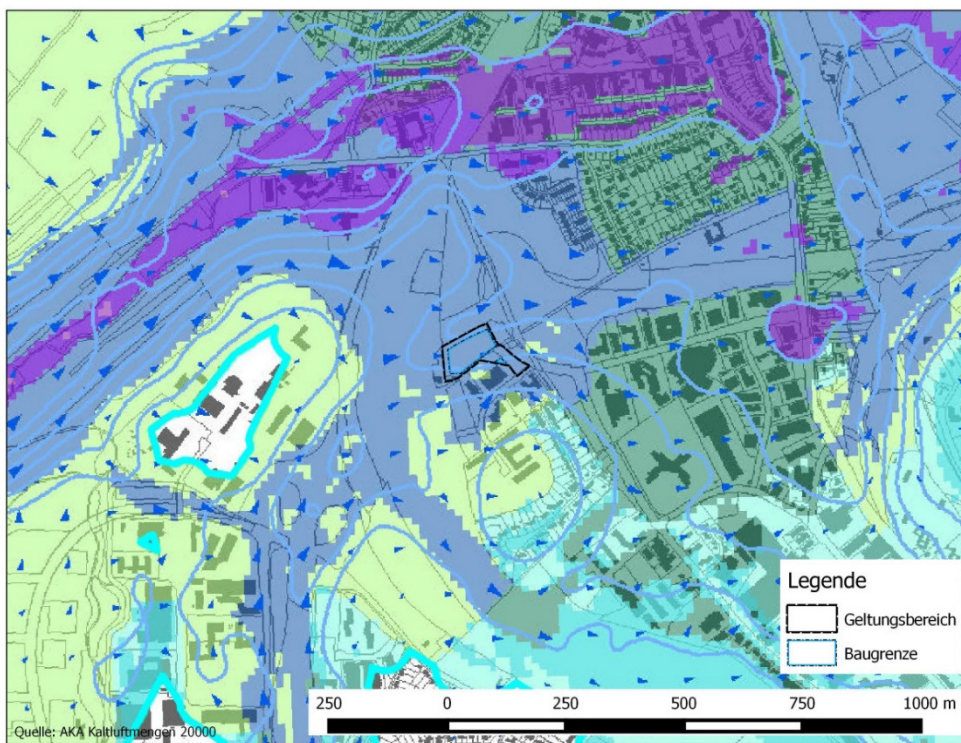 Legende
Geltungsbereich
Baugrenze
250 0 250 500 750 1000 m
Quelle: AKA Kaltluftmengen 20000